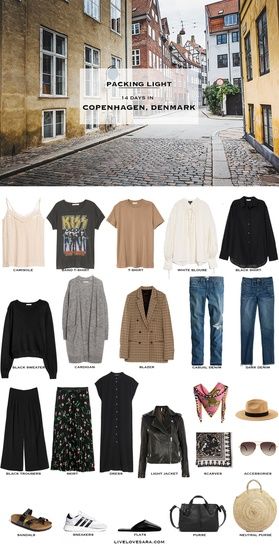 PACKING LIGHT
14 DAYS IN
COPENHAGEN, DENMARK
KISS
CAMISOLE
BAND T-SHIRT
T-SHIRT
WHITE BLOUSE
BLACK SHIRT
BLACK SWEATER
CARDIGAN
BLAZER
CASUAL DENIM
DARK DENIM
BLACK TROUSERS
SKIRT
DRESS
LIGHT JACKET
SCARVES
ACCESSORIES
SANDALS
SNEAKERS
FLATS
PURSE
NEUTRAL PURSE
LIVELOVESARA.COM